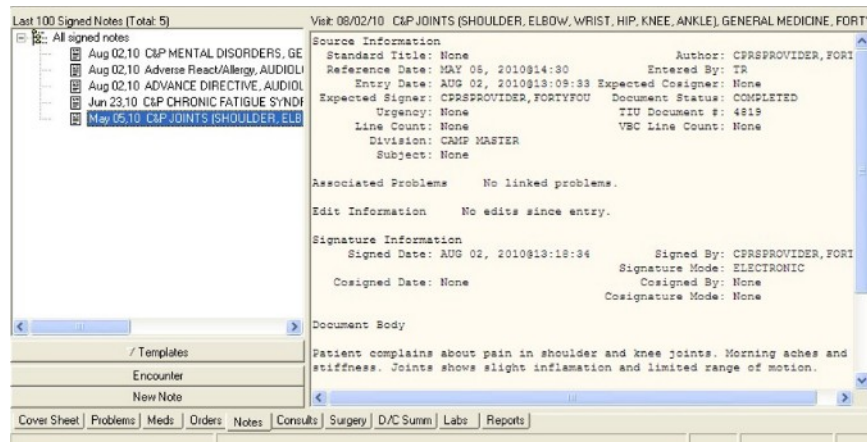 Last 100 Signed Notes (Total: 5)
All signed notes
Aug 02,10 C&P MENTAL DISORDERS, GE
Aug 02,10 Adverse React/Allergy, AUDIOL
Aug 02,10 ADVANCE DIRECTIVE, AUDIOL
Jun 23,10 C&P CHRONIC FATIGUE SYNDF
May 05,10 C&P JOINTS (SHOULDER, ELB
/ Templates
Encounter
New Note
Visit: 08/02/10 C&P JOINTS (SHOULDER, ELBOW, WRIST, HIP, KNEE, ANKLE), GENERAL MEDICINE, FORT
Source Information
Standard Title: None Author: CPRSPROVIDER,FORT
Reference Date: MAY 05, 2010@14:30 Entered By: TR
Entry Date: AUG 02, 2010@13:09:33 Expected Cosigner: None
Expected Signer: CPRSPROVIDER,FORTYFOU Document Status: COMPLETED
Urgency: None TIU Document #: 4819
Line Count: None VBC Line Count: None
Division: CAMP MASTER
Subject: None
Associated Problems No linked problems.
Edit Information No edits since entry.
Signature Information
Signed Date: AUG 02, 2010@13:18:34 Signed By: CPRSPROVIDER,FORT
Signature Mode: ELECTRONIC
Cosigned Date: None Cosigned By: None
Cosignature Mode: None
Document Body
Patient complains about pain in shoulder and knee joints. Morning aches and
stiffness. Joints shows slight inflamation and limited range of motion.
Cover Sheet Problems Meds Orders Notes Consults Surgery D/C Summ Labs Reports